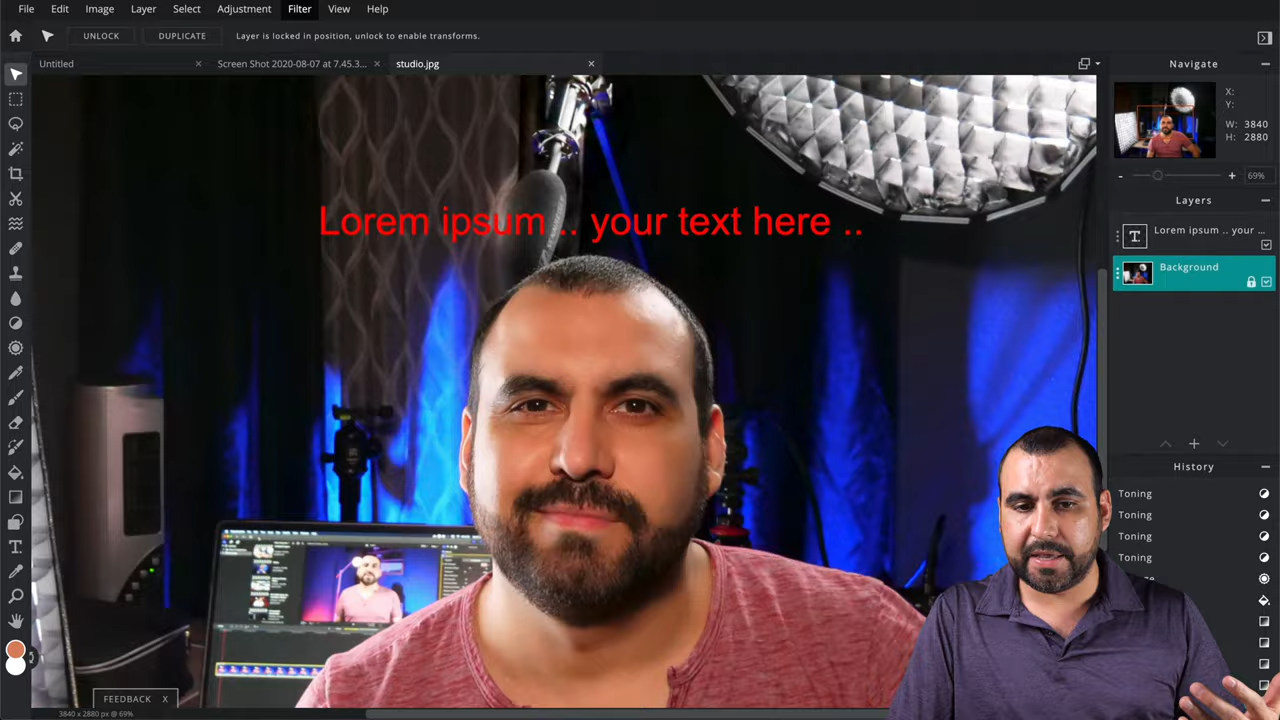 File Edit Image Layer Select Adjustment Filter View Help
UNLOCK DUPLICATE Layer is locked in position, unlock to enable transforms.
Untitled × Screen Shot 2020-08-07 at 7.45.3... × studio.jpg ×
Navigate
X:
Y:
W: 3840
H: 2880
- + 69%
Layers
Lorem ipsum .. your ...
Background
Lorem ipsum .. your text here ..
History
Toning
Toning
Toning
Toning
T
FEEDBACK X
3840 x 2880 px @ 69%